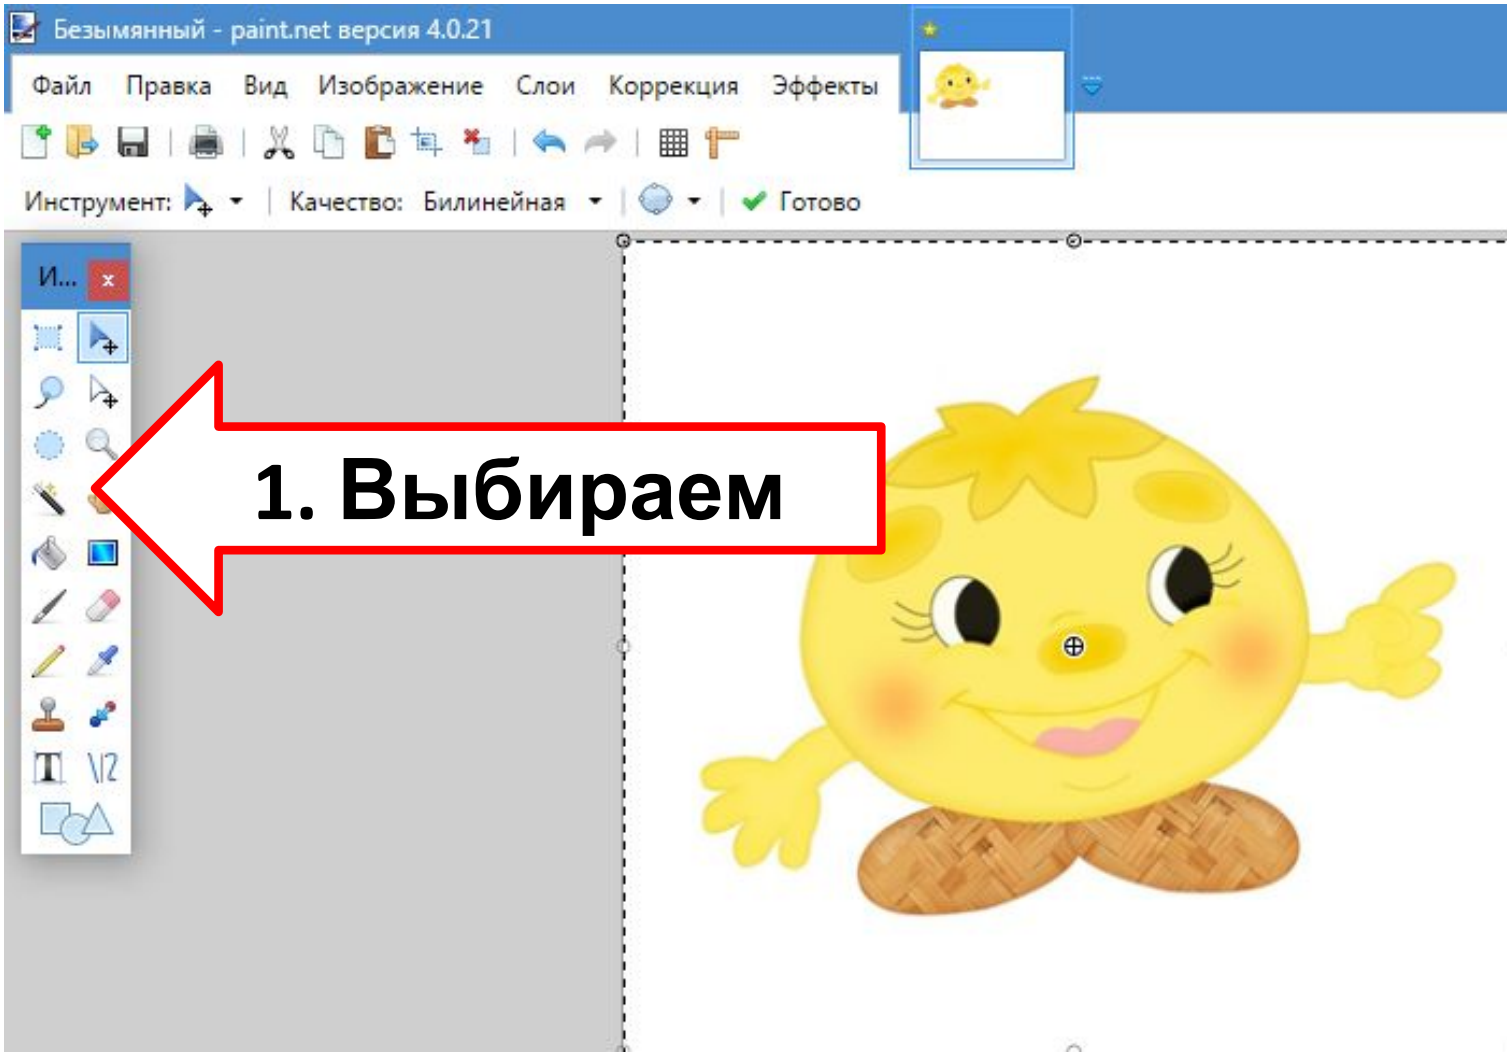 Безымянный - paint.net версия 4.0.21
Файл Правка Вид Изображение Слои Коррекция Эффекты
Инструмент: Качество: Билинейная Готово
И...
1. Выбираем